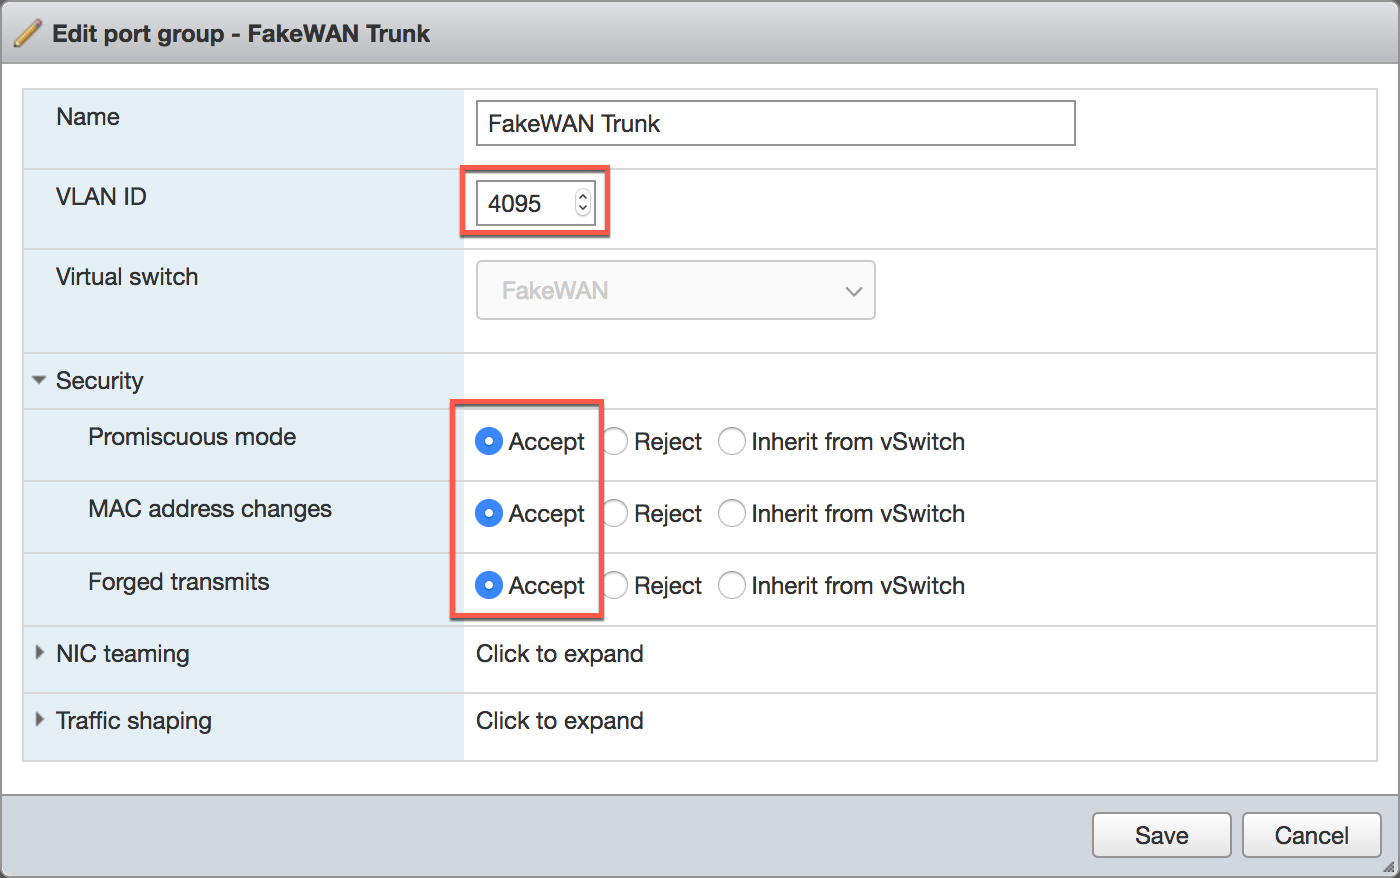 Edit port group - FakeWAN Trunk
Name
FakeWAN Trunk
VLAN ID
4095
Virtual switch
FakeWAN
Security
Promiscuous mode
Accept Reject Inherit from vSwitch
MAC address changes
Accept Reject Inherit from vSwitch
Forged transmits
Accept Reject Inherit from vSwitch
NIC teaming
Click to expand
Traffic shaping
Click to expand
Save Cancel